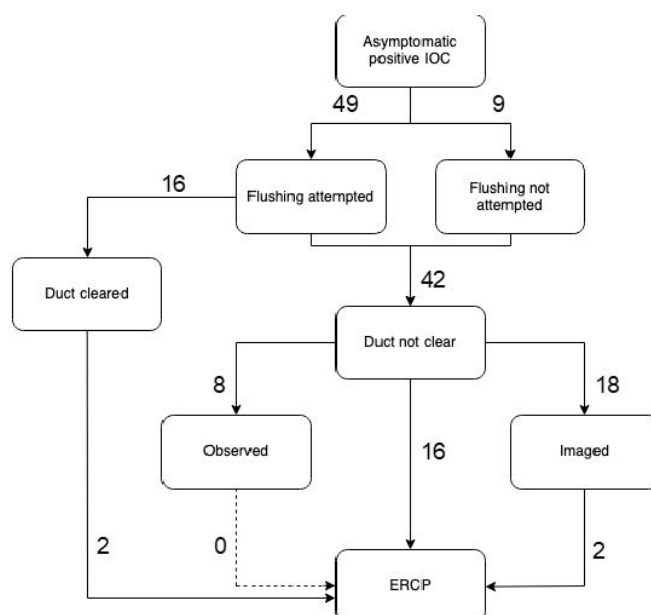 Asymptomatic
positive IOC
49
9
16
Flushing attempted
Flushing not
attempted
42
Duct cleared
Duct not clear
8
18
Observed
16
Imaged
2
0
2
ERCP